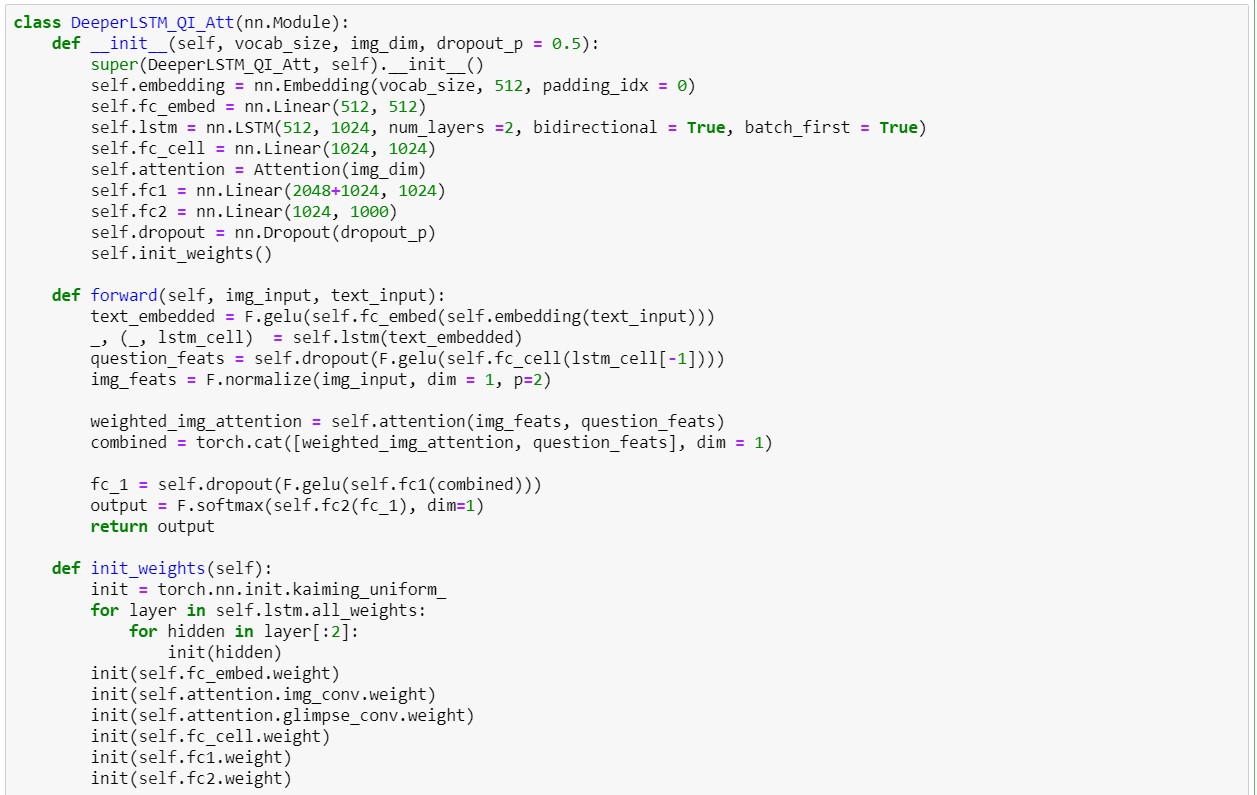 class DeeperLSTM_QI_Att(nn.Module):
    def __init__(self, vocab_size, img_dim, dropout_p = 0.5):
        super(DeeperLSTM_QI_Att, self).__init__()
        self.embedding = nn.Embedding(vocab_size, 512, padding_idx = 0)
        self.fc_embed = nn.Linear(512, 512)
        self.lstm = nn.LSTM(512, 1024, num_layers =2, bidirectional = True, batch_first = True)
        self.fc_cell = nn.Linear(1024, 1024)
        self.attention = Attention(img_dim)
        self.fc1 = nn.Linear(2048+1024, 1024)
        self.fc2 = nn.Linear(1024, 1000)
        self.dropout = nn.Dropout(dropout_p)
        self.init_weights()

    def forward(self, img_input, text_input):
        text_embedded = F.gelu(self.fc_embed(self.embedding(text_input)))
        _, (_, lstm_cell)  = self.lstm(text_embedded)
        question_feats = self.dropout(F.gelu(self.fc_cell(lstm_cell[-1])))
        img_feats = F.normalize(img_input, dim = 1, p=2)

        weighted_img_attention = self.attention(img_feats, question_feats)
        combined = torch.cat([weighted_img_attention, question_feats], dim = 1)

        fc_1 = self.dropout(F.gelu(self.fc1(combined)))
        output = F.softmax(self.fc2(fc_1), dim=1)
        return output

    def init_weights(self):
        init = torch.nn.init.kaiming_uniform_
        for layer in self.lstm.all_weights:
            for hidden in layer[:2]:
                init(hidden)
        init(self.fc_embed.weight)
        init(self.attention.img_conv.weight)
        init(self.attention.glimpse_conv.weight)
        init(self.fc_cell.weight)
        init(self.fc1.weight)
        init(self.fc2.weight)